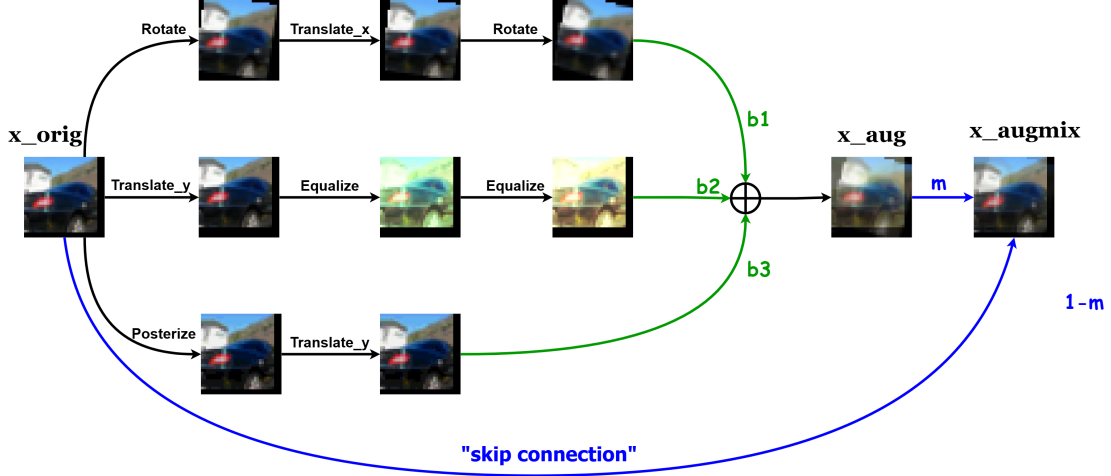 Rotate
Translate_x
Rotate
b1
x_orig
x_aug
x_augmix
Translate_y
Equalize
Equalize
b2
m
b3
1-m
Posterize
Translate_y
"skip connection"